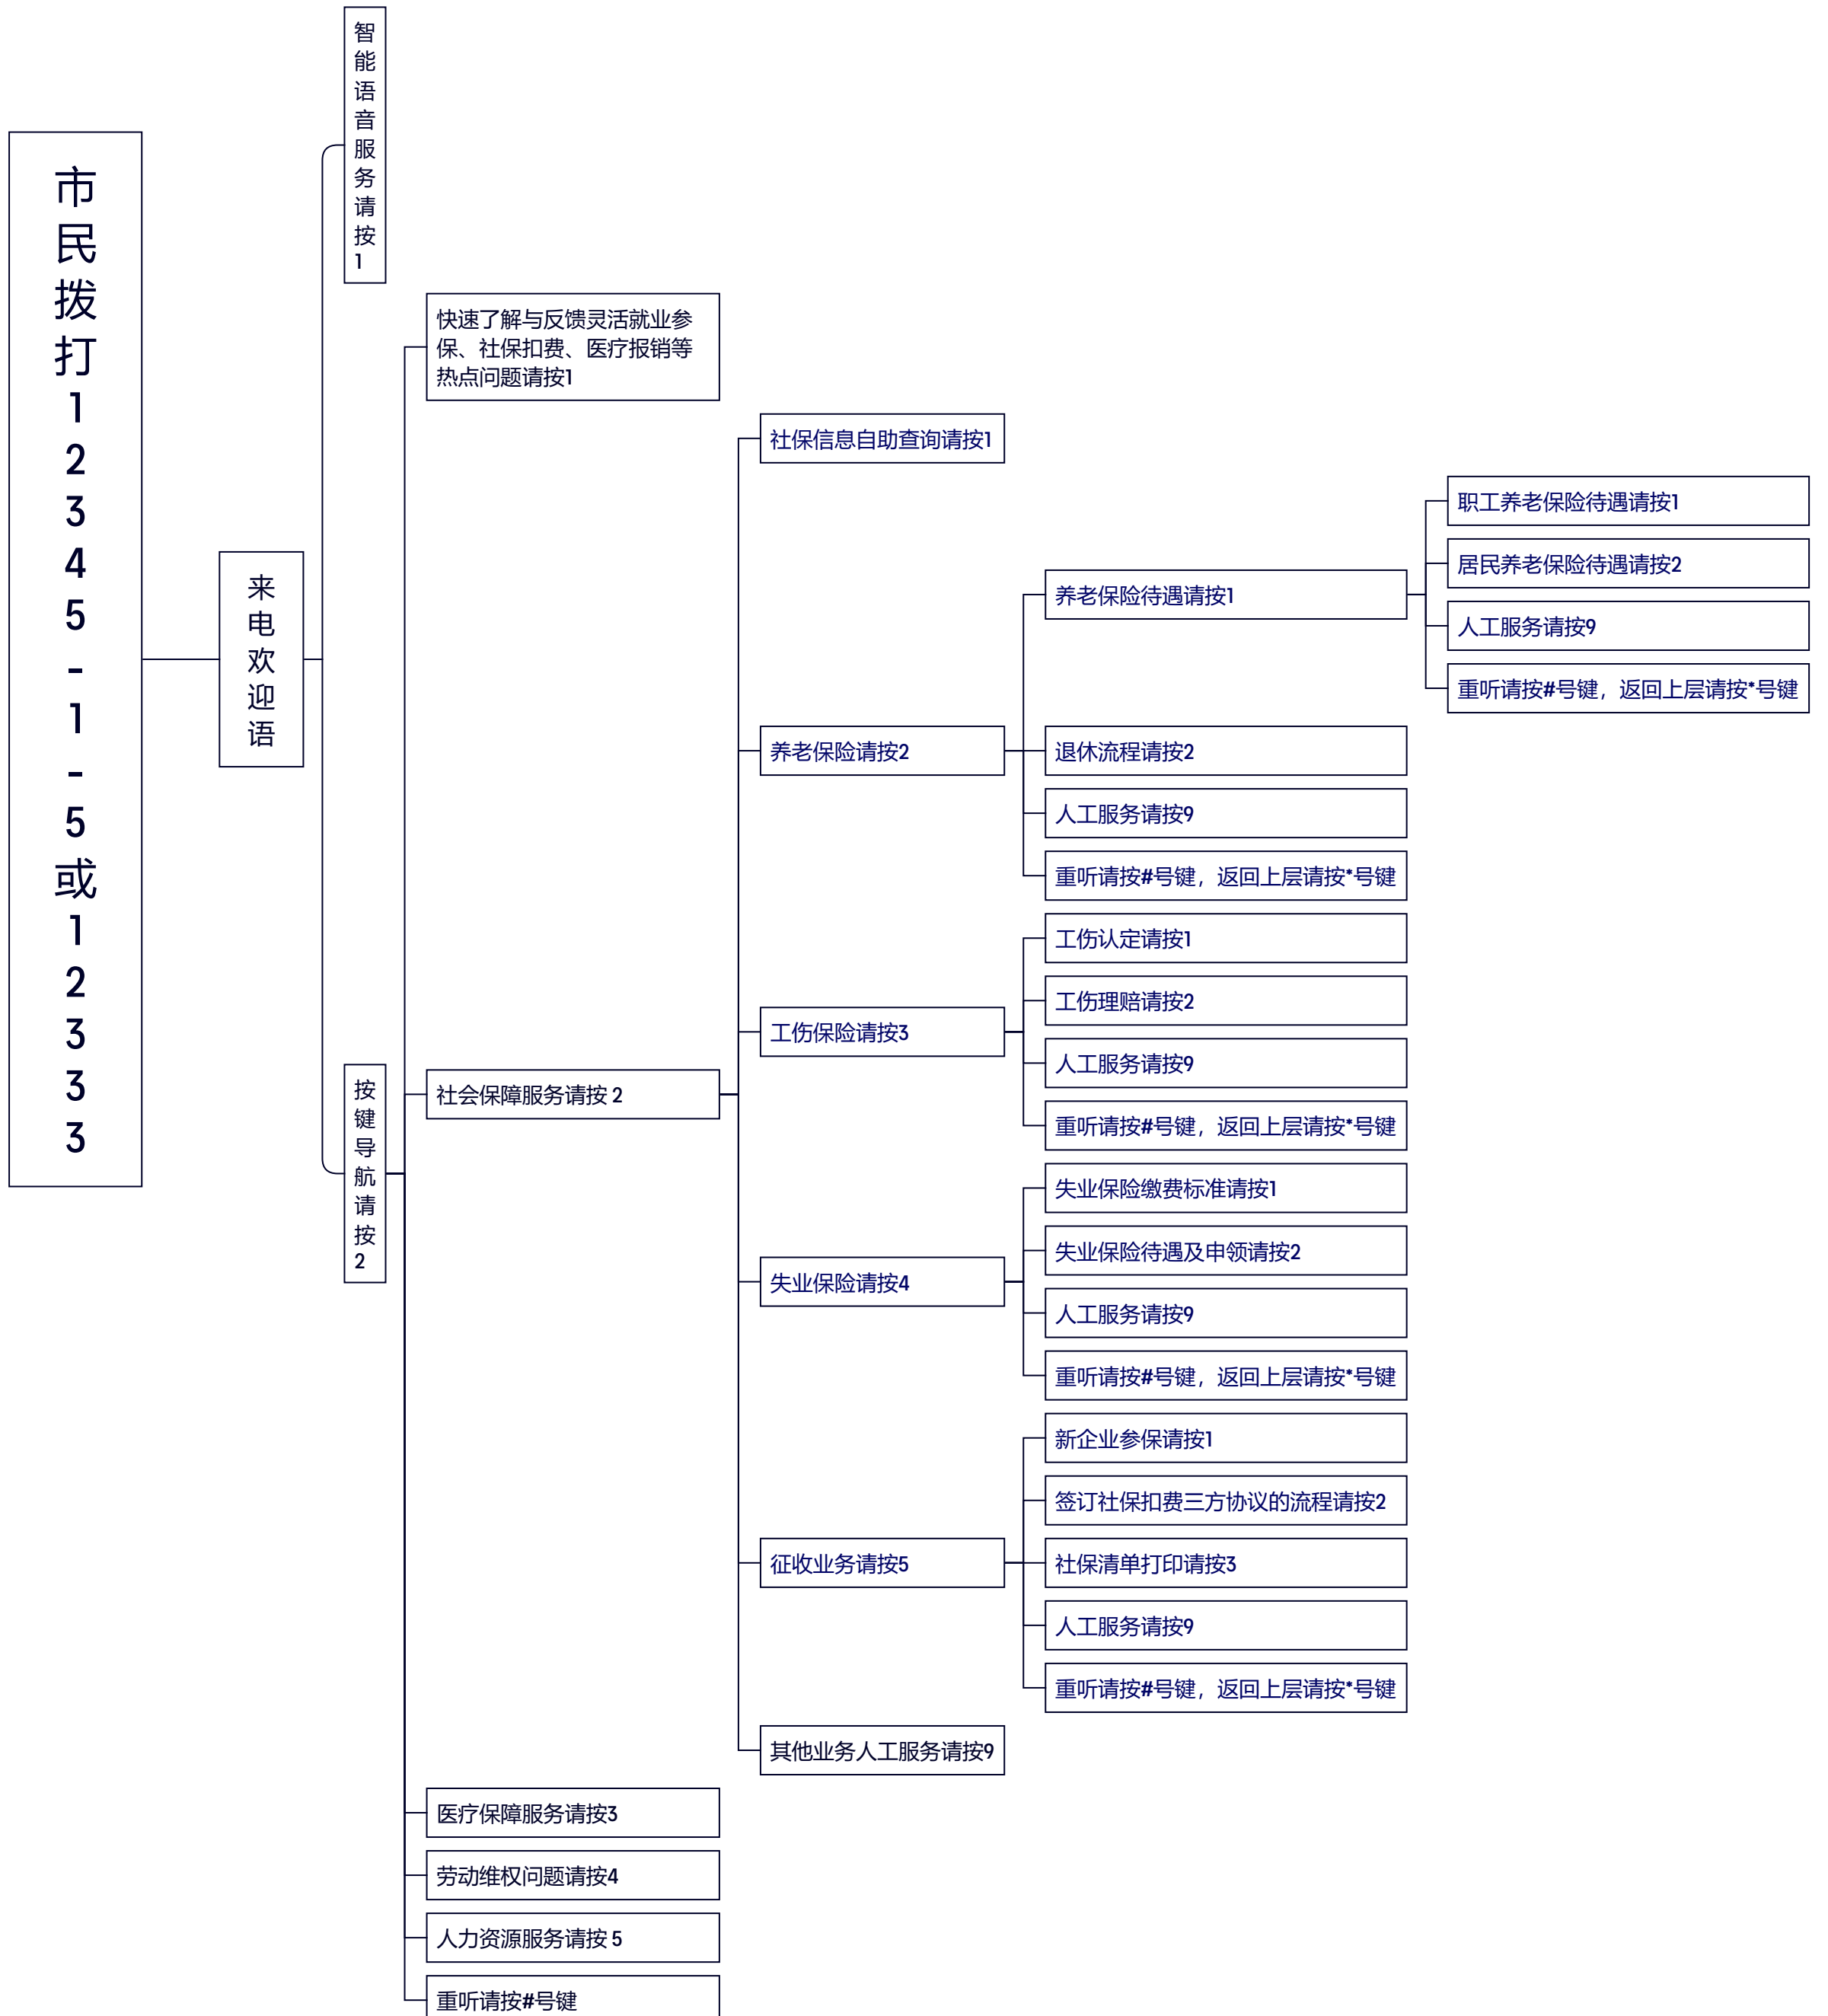 市民拨打12345-1-5或12333
来电欢迎语
智能语音服务请按1
按键导航请按2
快速了解与反馈灵活就业参
保、社保扣费、医疗报销等
热点问题请按1
社会保障服务请按 2
社保信息自助查询请按1
养老保险请按2
养老保险待遇请按1
职工养老保险待遇请按1
居民养老保险待遇请按2
人工服务请按9
重听请按#号键，返回上层请按*号键
退休流程请按2
人工服务请按9
重听请按#号键，返回上层请按*号键
工伤保险请按3
工伤认定请按1
工伤理赔请按2
人工服务请按9
重听请按#号键，返回上层请按*号键
失业保险请按4
失业保险缴费标准请按1
失业保险待遇及申领请按2
人工服务请按9
重听请按#号键，返回上层请按*号键
征收业务请按5
新企业参保请按1
签订社保扣费三方协议的流程请按2
社保清单打印请按3
人工服务请按9
重听请按#号键，返回上层请按*号键
其他业务人工服务请按9
医疗保障服务请按3
劳动维权问题请按4
人力资源服务请按 5
重听请按#号键